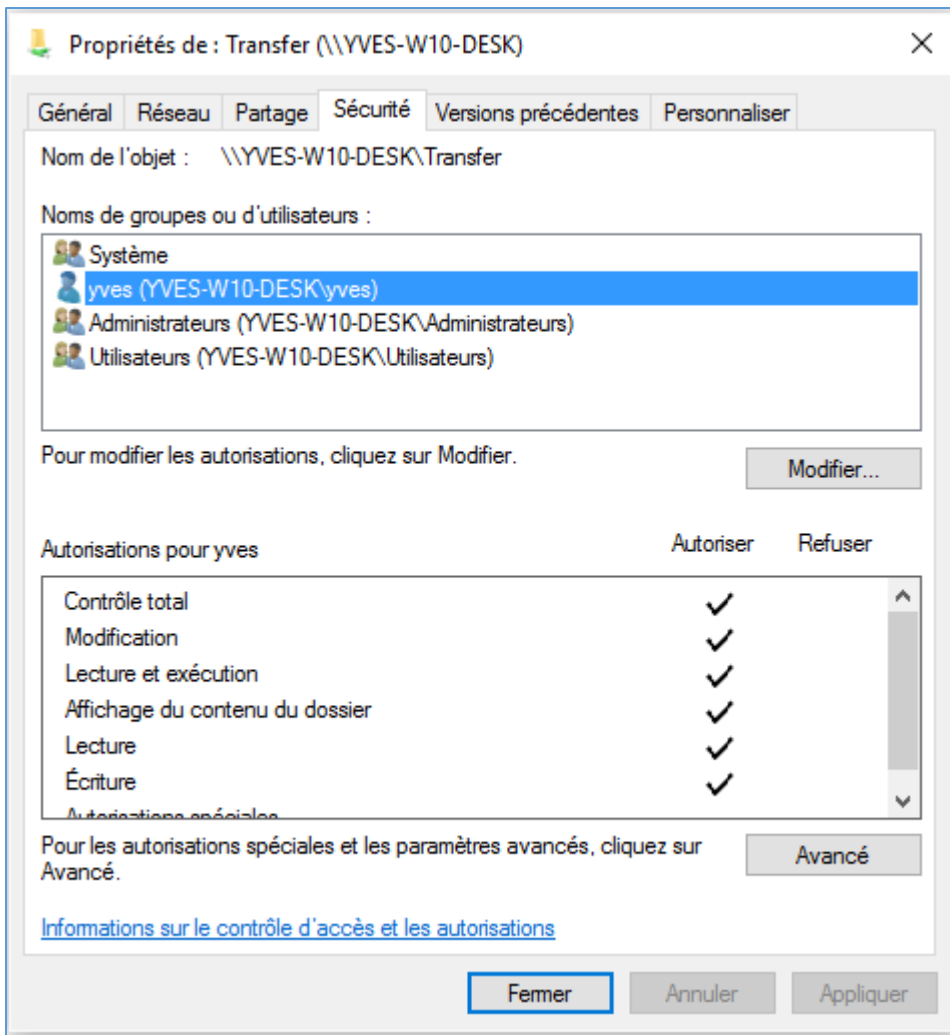 Propriétés de : Transfer (\\YVES-W10-DESK)
Général Réseau Partage Sécurité Versions précédentes Personnaliser
Nom de l'objet : \\YVES-W10-DESK\Transfer
Noms de groupes ou d'utilisateurs :
Système
yves (YVES-W10-DESK\yves)
Administrateurs (YVES-W10-DESK\Administrateurs)
Utilisateurs (YVES-W10-DESK\Utilisateurs)
Pour modifier les autorisations, cliquez sur Modifier.
Modifier...
Autorisations pour yves Autoriser Refuser
Contrôle total
Modification
Lecture et exécution
Affichage du contenu du dossier
Lecture
Écriture
Autorisations spéciales
Pour les autorisations spéciales et les paramètres avancés, cliquez sur
Avancé.
Avancé
Informations sur le contrôle d'accès et les autorisations
Fermer Annuler Appliquer